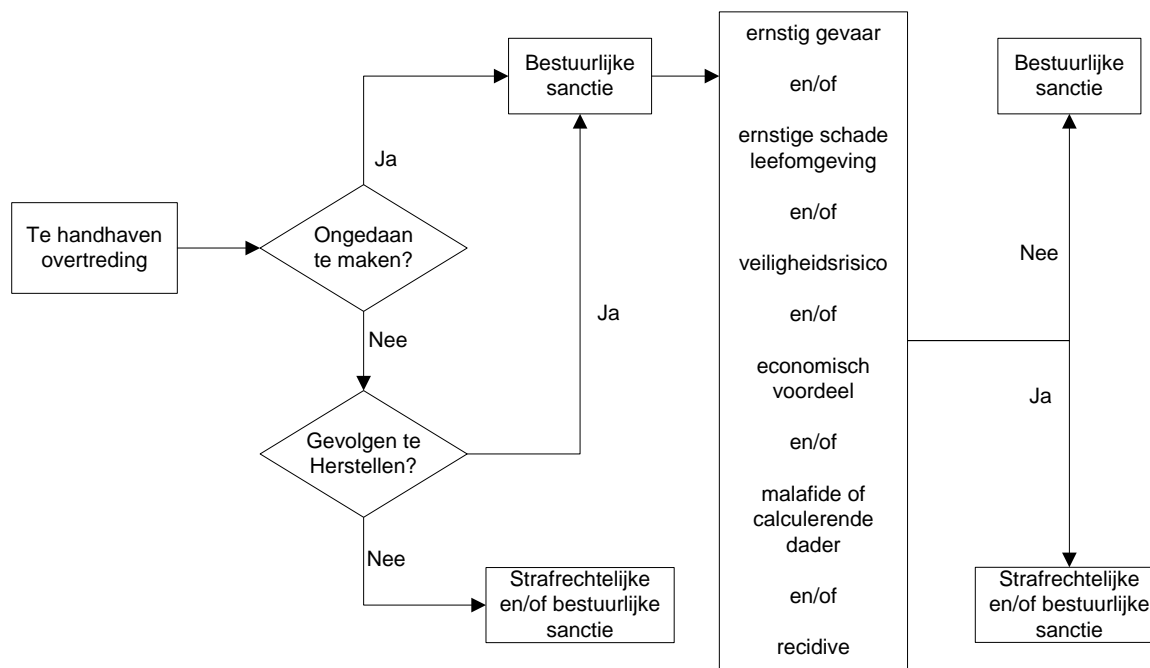 Te handhaven
overtreding
Ongedaan
te maken?
Ja
Nee
Gevolgen te
Herstellen?
Ja
Nee
Bestuurlijke
sanctie
Strafrechtelijke
en/of bestuurlijke
sanctie
ernstig gevaar
en/of
ernstige schade
leefomgeving
en/of
veiligheidsrisico
en/of
economisch
voordeel
en/of
malafide of
calculerende
dader
en/of
recidive
Nee
Bestuurlijke
sanctie
Ja
Strafrechtelijke
en/of bestuurlijke
sanctie